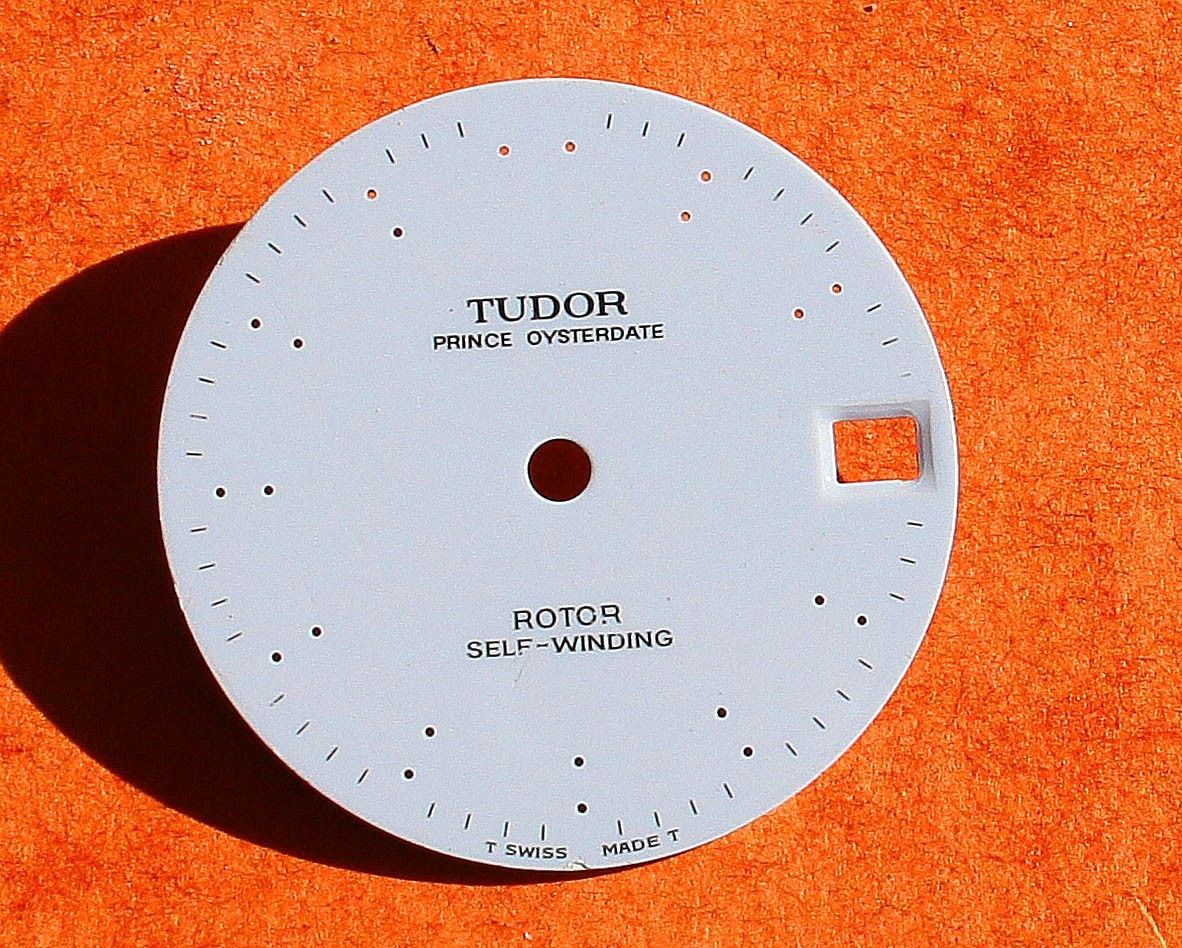 TUDOR
PRINCE OYSTERDATE
ROTOR
SELF-WINDING
T SWISS MADE T